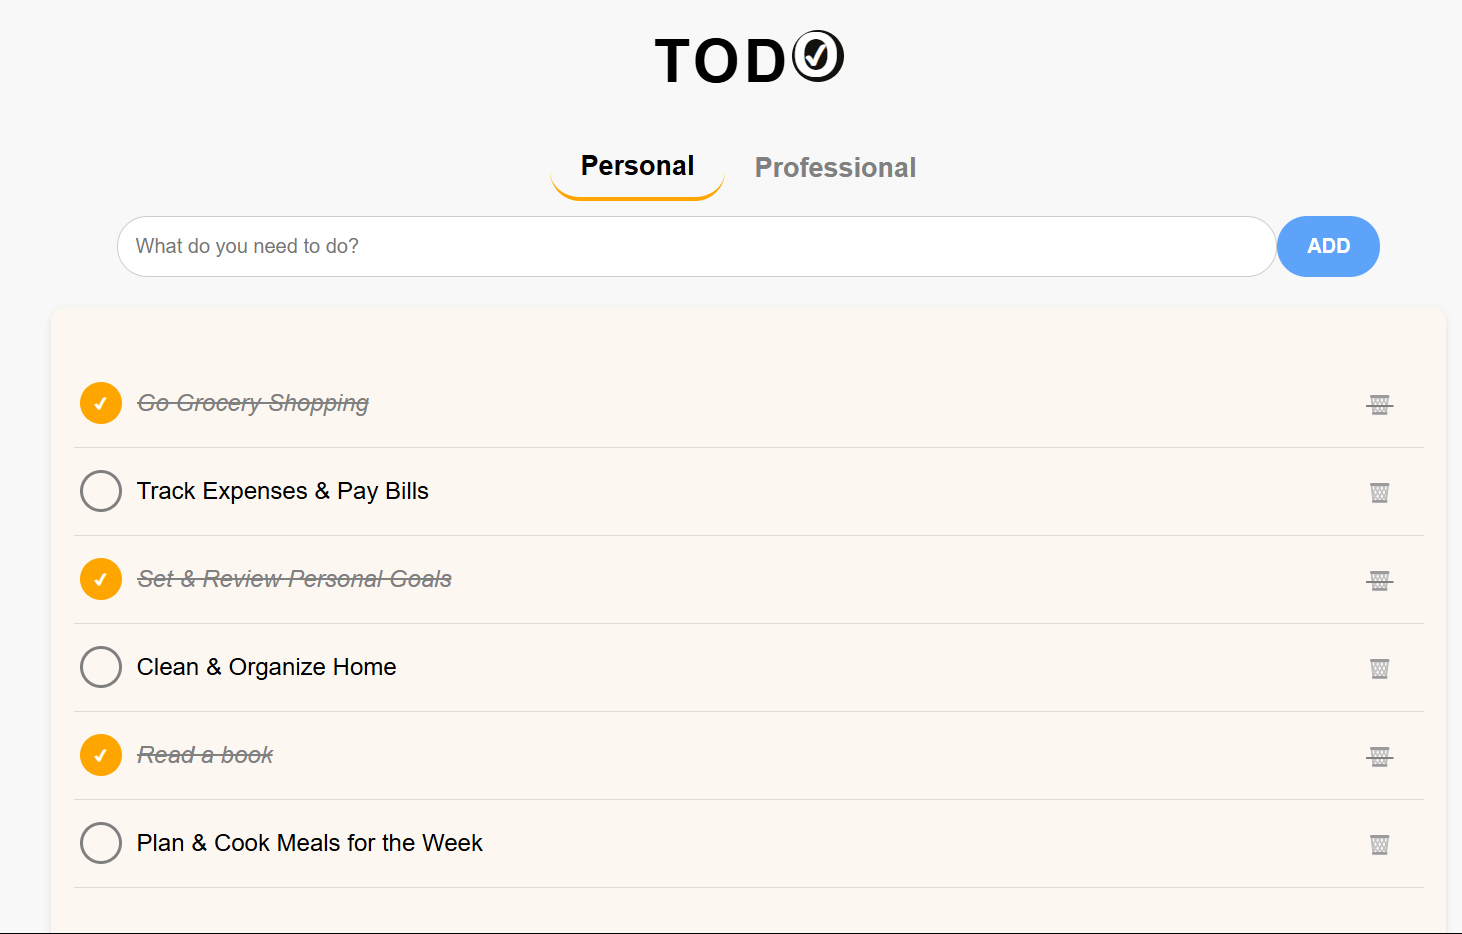 TODO
Personal Professional
What do you need to do? ADD
Go Grocery Shopping
Track Expenses & Pay Bills
Set & Review Personal Goals
Clean & Organize Home
Read a book
Plan & Cook Meals for the Week